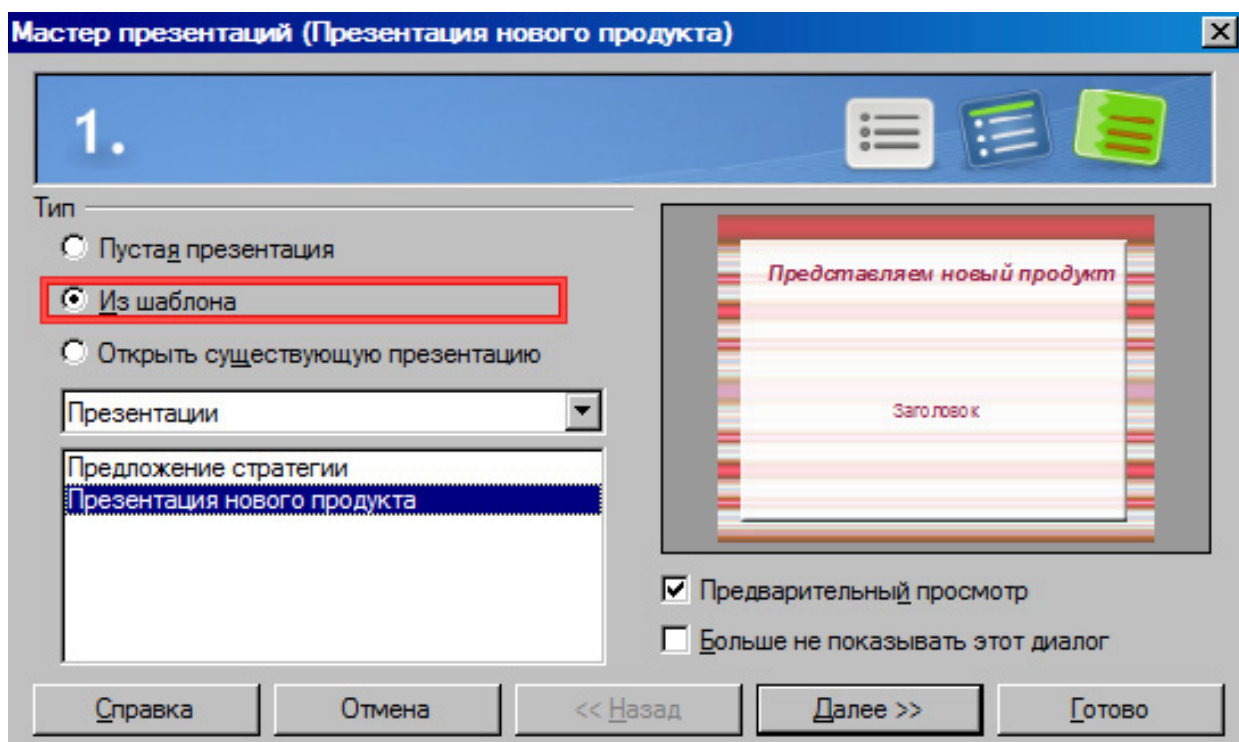 Мастер презентаций (Презентация нового продукта)
1.
Тип
Пустая презентация
Из шаблона
Открыть существующую презентацию
Презентации
Предложение стратегии
Презентация нового продукта
Представляем новый продукт
Заголовок
Предварительный просмотр
Больше не показывать этот диалог
Справка
Отмена
<< Назад
Далее >>
Готово